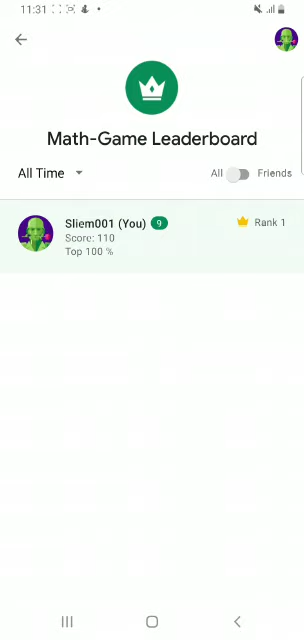 11:31
Math-Game Leaderboard
All Time
All Friends
Sliem001 (You) 9
Rank 1
Score: 110
Top 100 %